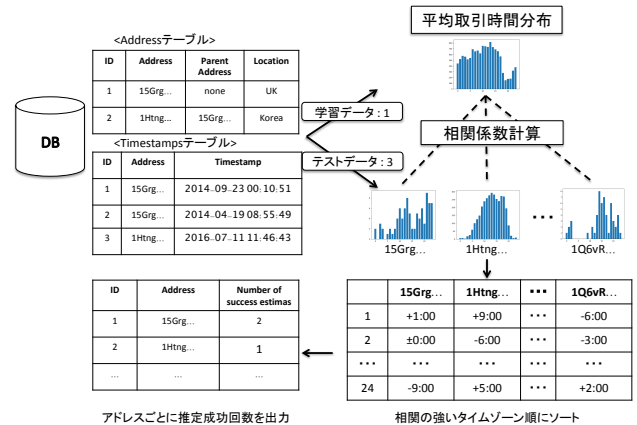 平均取引時間分布
<Addressテーブル>
ID Address Parent Address Location
1 15Grg... none UK
2 1Htng... 15Grg... Korea
DB
学習データ：1
相関係数計算
<Timestampsテーブル>
テストデータ：3
ID Address Timestamp
1 15Grg... 2014-09-23 00:10:51
2 15Grg... 2014-04-19 08:55:49
3 1Htng... 2016-07-11 11:46:43
15Grg... 1Htng... ... 1Q6vR...
ID Address Number of success estimas
1 15Grg... 2
2 1Htng... 1
... ... ...
15Grg... 1Htng... ... 1Q6vR...
1 +1:00 +9:00 ... -6:00
2 ±0:00 -6:00 ... -3:00
... ... ... ... ...
24 -9:00 +5:00 ... +2:00
アドレスごとに推定成功回数を出力
相関の強いタイムゾーン順にソート